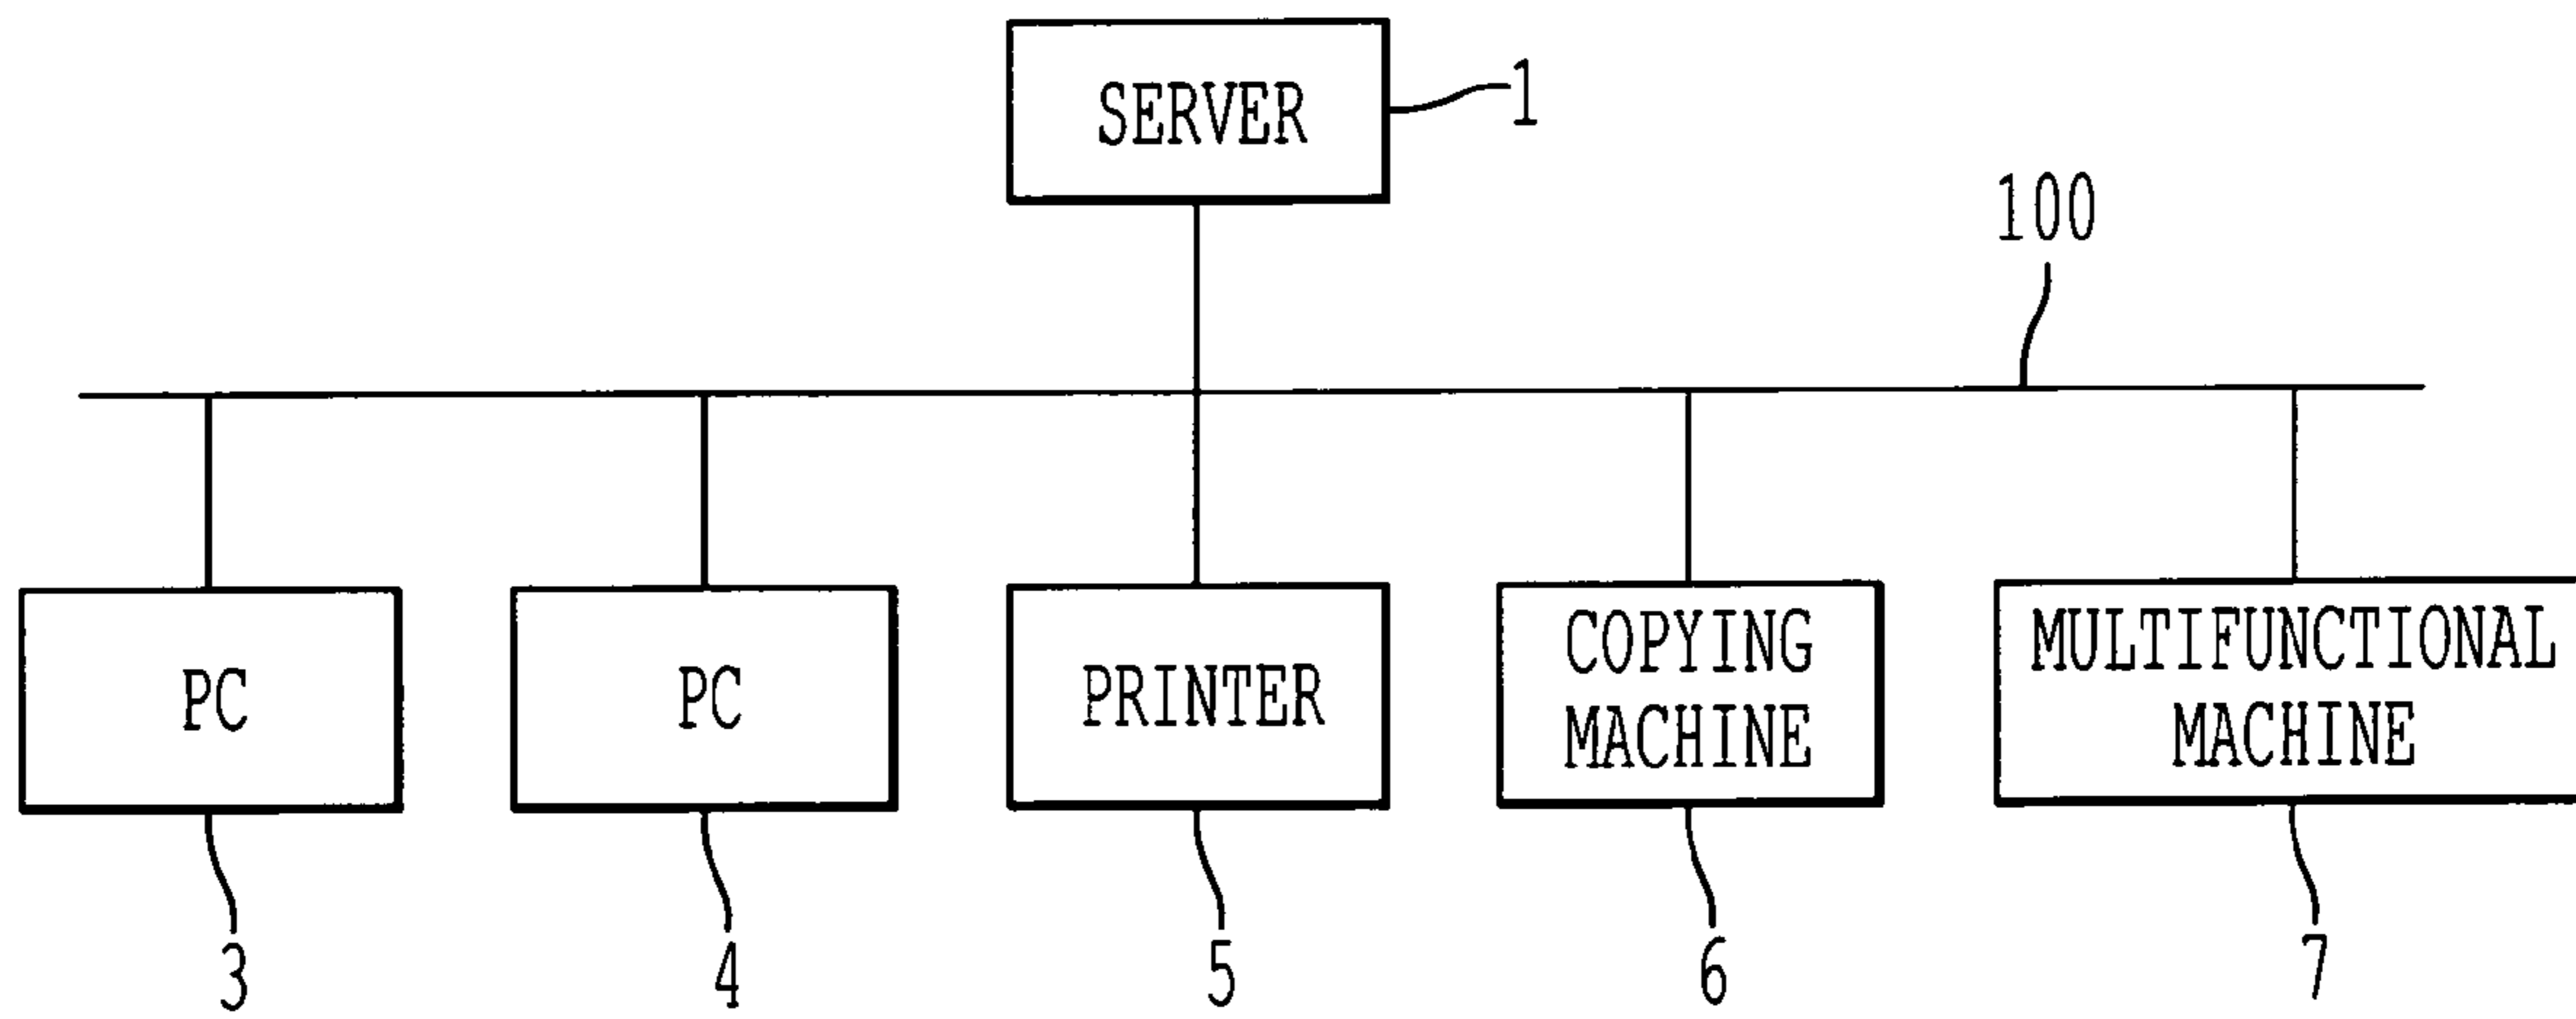 SERVER
1
100
PC
PC
PRINTER
COPYING
MACHINE
MULTIFUNCTIONAL
MACHINE
3
4
5
6
7